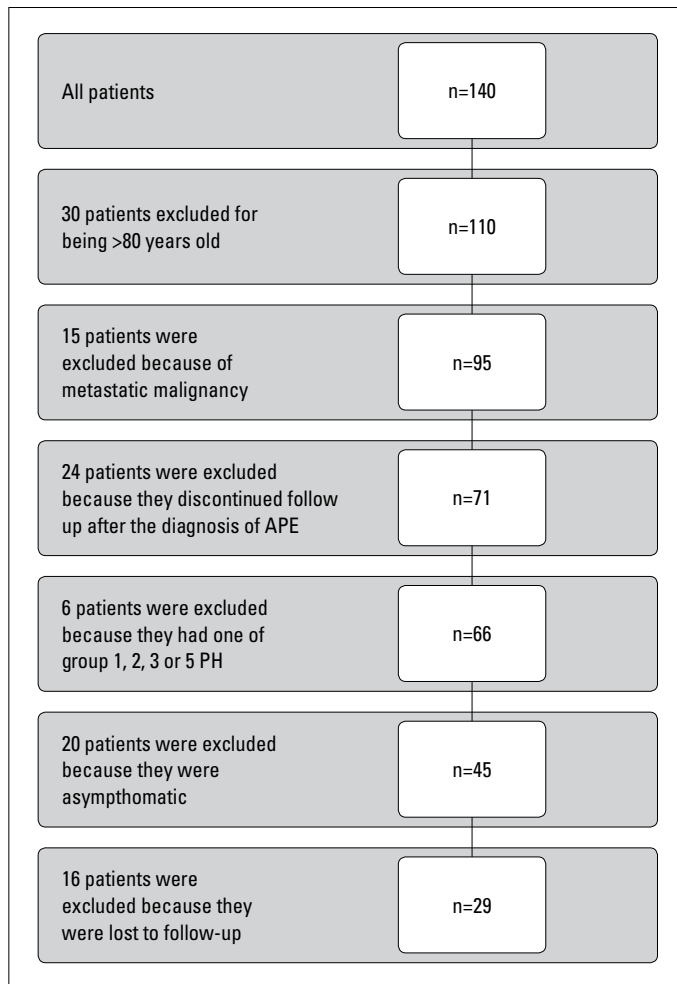 All patients
n=140
30 patients excluded for
being >80 years old
n=110
15 patients were
excluded because of
metastatic malignancy
n=95
24 patients were excluded
because they discontinued follow
up after the diagnosis of APE
n=71
6 patients were excluded
because they had one of
group 1, 2, 3 or 5 PH
n=66
20 patients were excluded
because they were
asympthomatic
n=45
16 patients were
excluded because they
were lost to follow-up
n=29